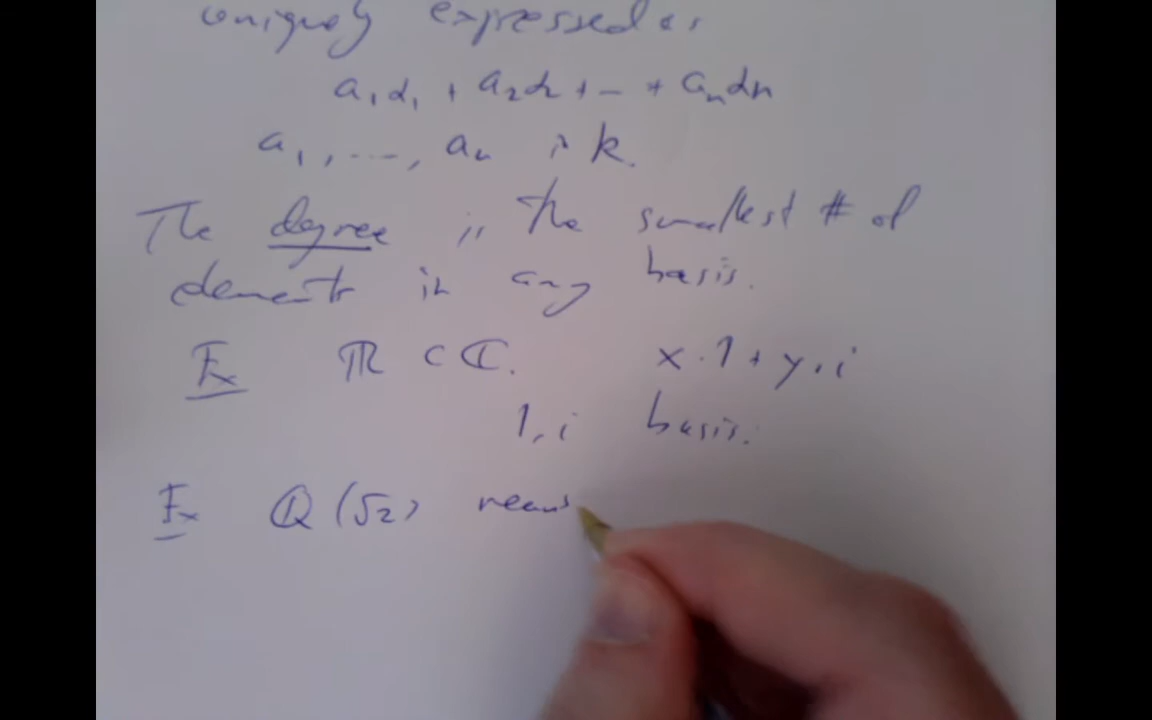 uniquely expressed as
a₁α₁ + a₂α₂ + - + aₙαₙ
a₁, ..., aₙ in k.
The degree is the smallest # of
elements in any basis.
Ex ℝ ⊂ ℂ. x·1 + y·i
1, i basis.
Ex ℚ(√2) means